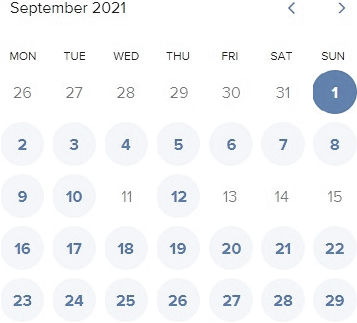 September 2021
MON TUE WED THU FRI SAT SUN
26 27 28 29 30 31 1
2 3 4 5 6 7 8
9 10 11 12 13 14 15
16 17 18 19 20 21 22
23 24 25 26 27 28 29